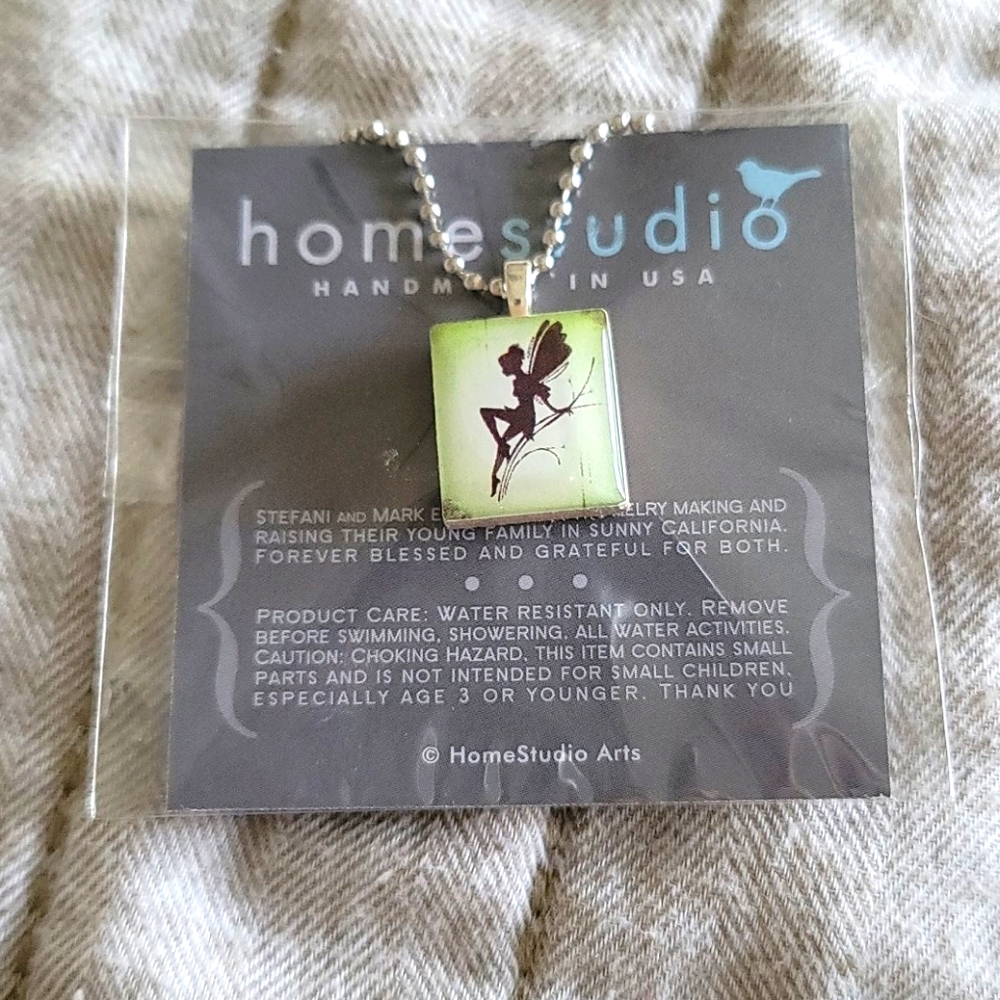 homestudio
HANDMADE IN USA
STEFANI AND MARK JEWELRY MAKING AND
RAISING THEIR YOUNG FAMILY IN SUNNY CALIFORNIA.
FOREVER BLESSED AND GRATEFUL FOR BOTH.
PRODUCT CARE: WATER RESISTANT ONLY. REMOVE
BEFORE SWIMMING, SHOWERING, ALL WATER ACTIVITIES.
CAUTION: CHOKING HAZARD, THIS ITEM CONTAINS SMALL
PARTS AND IS NOT INTENDED FOR SMALL CHILDREN,
ESPECIALLY AGE 3 OR YOUNGER. THANK YOU
© HomeStudio Arts